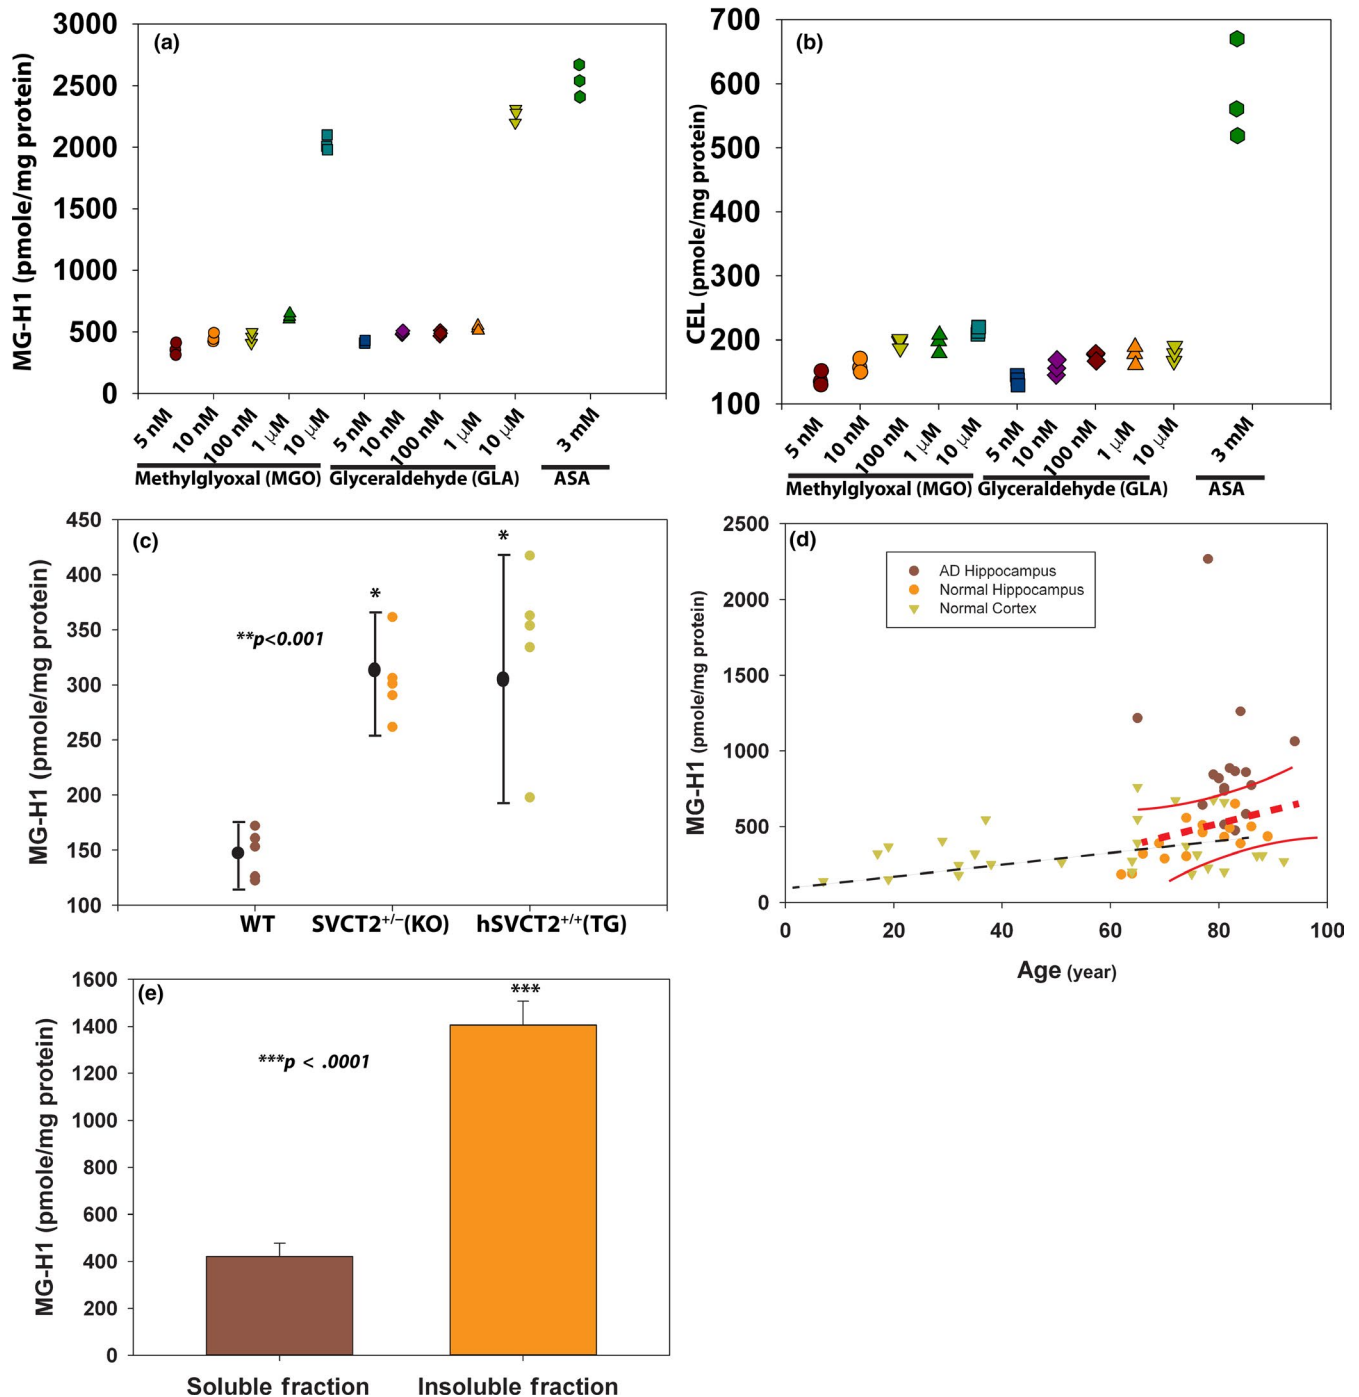 (a)
MG-H1 (pmole/mg protein)
3000
2500
2000
1500
1000
500
0
5 nM
10 nM
100 nM
1 μM
10 μM
5 nM
10 nM
100 nM
1 μM
10 μM
3 mM
Methylglyoxal (MGO)
Glyceraldehyde (GLA)
ASA
(b)
CEL (pmole/mg protein)
700
600
500
400
300
200
100
5 nM
10 nM
100 nM
1 μM
10 μM
5 nM
10 nM
100 nM
1 μM
10 μM
3 mM
Methylglyoxal (MGO)
Glyceraldehyde (GLA)
ASA
(c)
MG-H1 (pmole/mg protein)
450
400
350
300
250
200
150
100
*
*
**p<0.001
WT
SVCT2+/−(KO)
hSVCT2+/+(TG)
(d)
MG-H1 (pmole/mg protein)
2500
2000
1500
1000
500
0
AD Hippocampus
Normal Hippocampus
Normal Cortex
0
20
40
60
80
100
Age (year)
(e)
MG-H1 (pmole/mg protein)
1600
1400
1200
1000
800
600
400
200
0
***
***p < .0001
Soluble fraction
Insoluble fraction